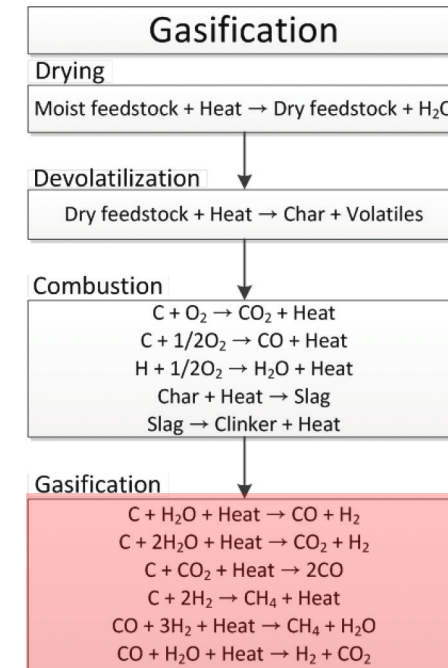 Gasification
Drying
Moist feedstock + Heat → Dry feedstock + H₂O
Devolatilization
Dry feedstock + Heat → Char + Volatiles
Combustion
C + O₂ → CO₂ + Heat
C + 1/2O₂ → CO + Heat
H + 1/2O₂ → H₂O + Heat
Char + Heat → Slag
Slag → Clinker + Heat
Gasification
C + H₂O + Heat → CO + H₂
C + 2H₂O + Heat → CO₂ + H₂
C + CO₂ + Heat → 2CO
C + 2H₂ → CH₄ + Heat
CO + 3H₂ + Heat → CH₄ + H₂O
CO + H₂O + Heat → H₂ + CO₂